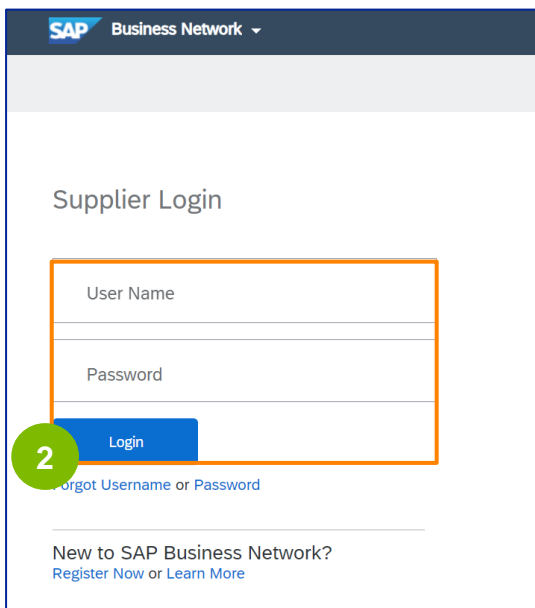 SAP Business Network
Supplier Login
User Name
Password
Login
2
Forgot Username or Password
New to SAP Business Network?
Register Now or Learn More